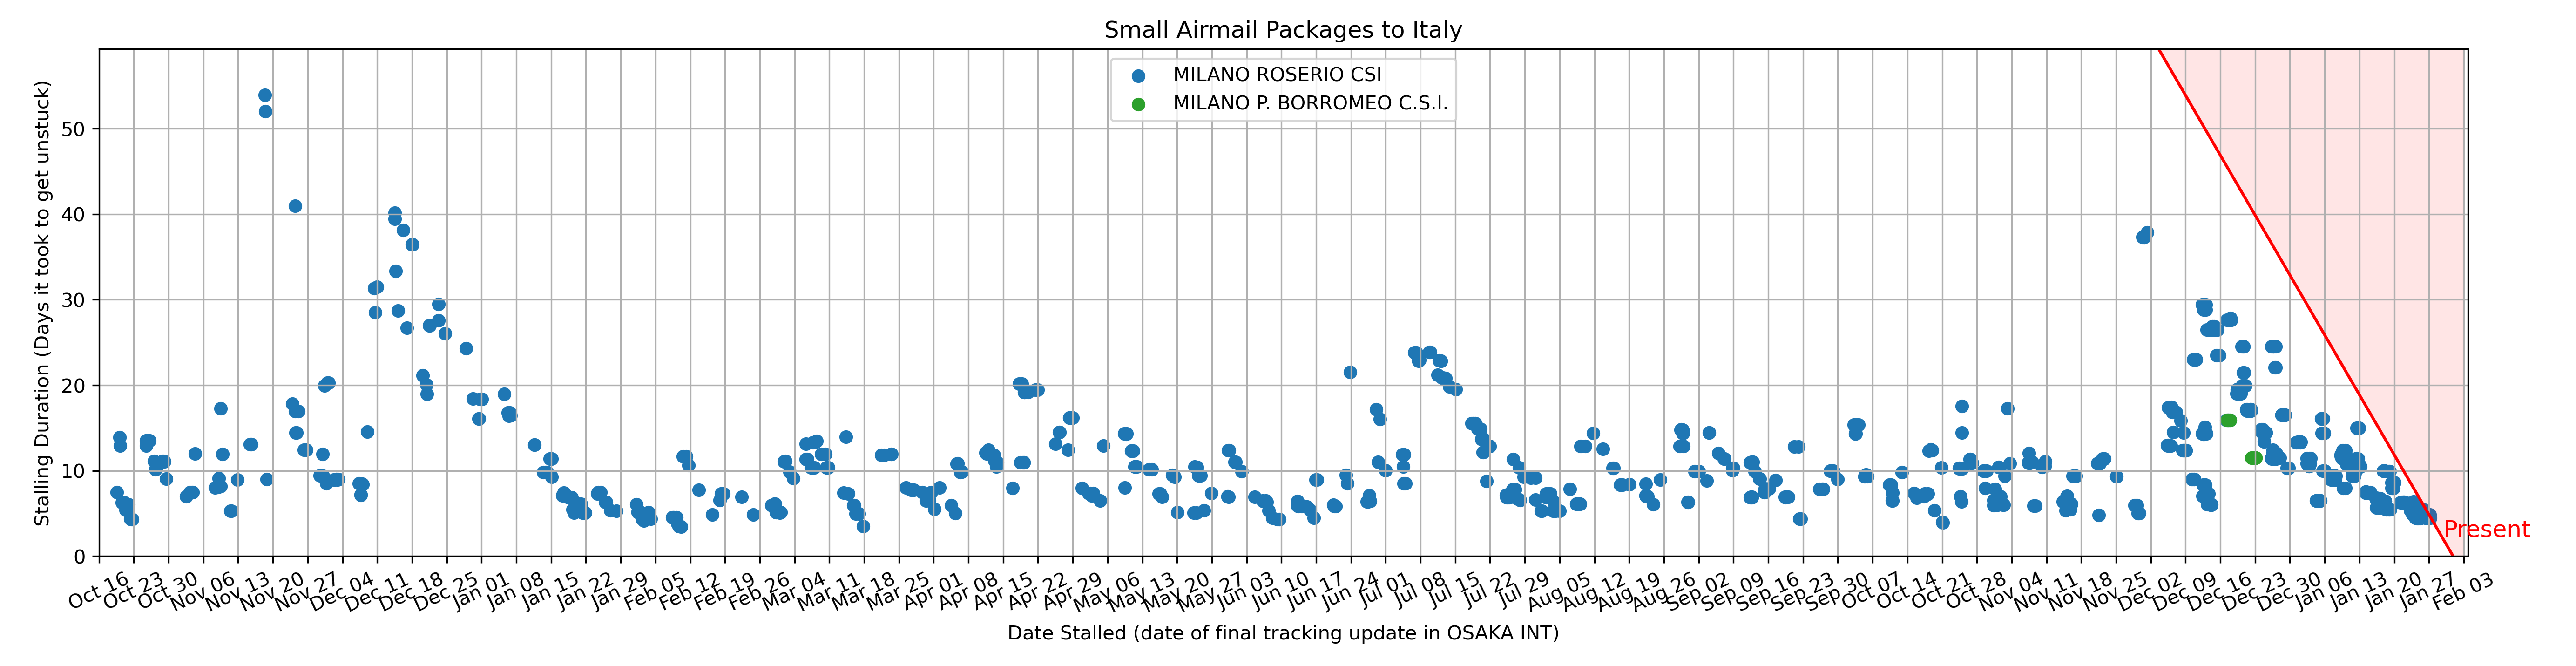 Small Airmail Packages to Italy
MILANO ROSERIO CSI
MILANO P. BORROMEO C.S.I.
Stalling Duration (Days it took to get unstuck)
50
40
30
20
10
0
Present
Oct 16 Oct 23 Oct 30 Nov 06 Nov 13 Nov 20 Nov 27 Dec 04 Dec 11 Dec 18 Dec 25 Jan 01 Jan 08 Jan 15 Jan 22 Jan 29 Feb 05 Feb 12 Feb 19 Feb 26 Mar 04 Mar 11 Mar 18 Mar 25 Apr 01 Apr 08 Apr 15 Apr 22 Apr 29 May 06 May 13 May 20 May 27 Jun 03 Jun 10 Jun 17 Jun 24 Jul 01 Jul 08 Jul 15 Jul 22 Jul 29 Aug 05 Aug 12 Aug 19 Aug 26 Sep 02 Sep 09 Sep 16 Sep 23 Sep 30 Oct 07 Oct 14 Oct 21 Oct 28 Nov 04 Nov 11 Nov 18 Nov 25 Dec 02 Dec 09 Dec 16 Dec 23 Dec 30 Jan 06 Jan 13 Jan 20 Jan 27 Feb 03
Date Stalled (date of final tracking update in OSAKA INT)